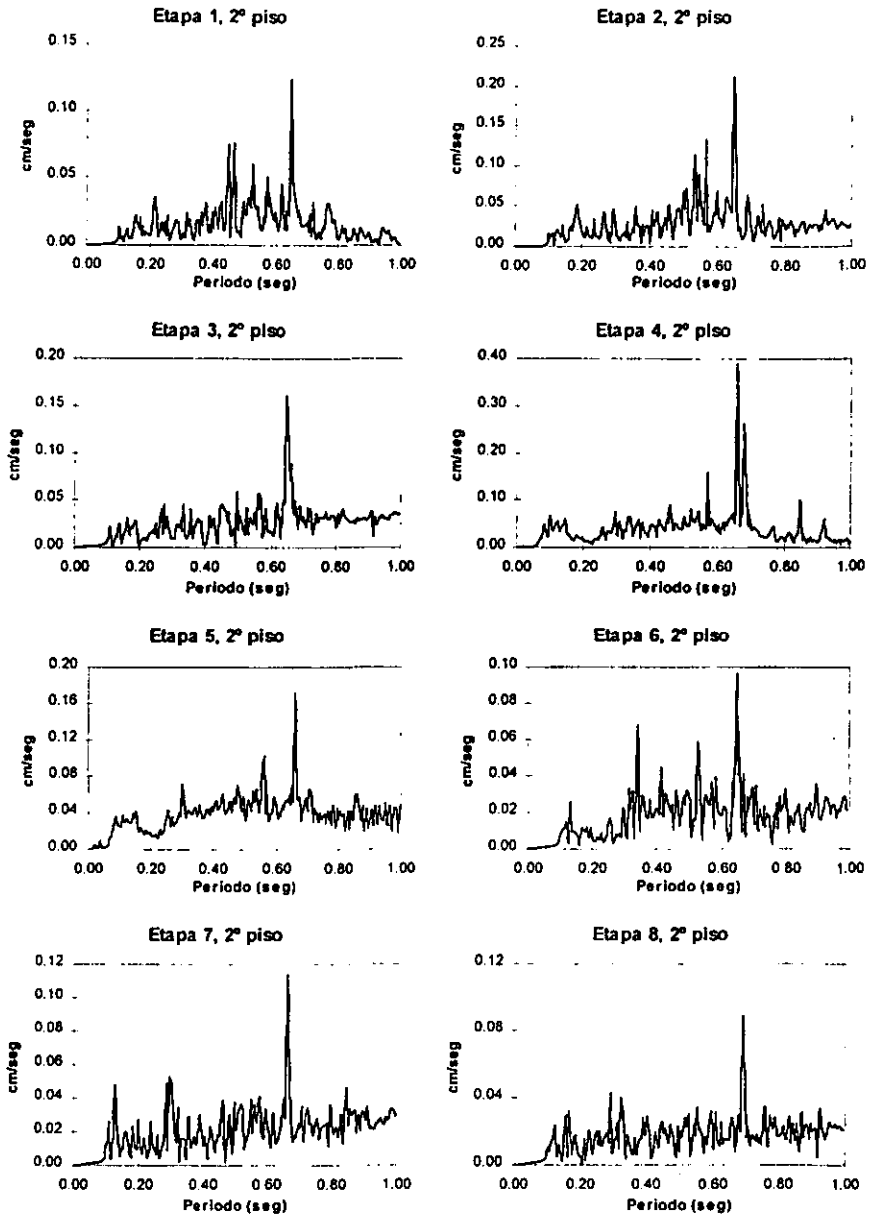 Etapa 1, 2º piso
0.15
0.10
0.05
0.00
cm/seg
0.00 0.20 0.40 0.60 0.80 1.00
Periodo (seg)
Etapa 2, 2º piso
0.25
0.20
0.15
0.10
0.05
0.00
cm/seg
0.00 0.20 0.40 0.60 0.80 1.00
Periodo (seg)
Etapa 3, 2º piso
0.20
0.15
0.10
0.05
0.00
cm/seg
0.00 0.20 0.40 0.60 0.80 1.00
Periodo (seg)
Etapa 4, 2º piso
0.40
0.30
0.20
0.10
0.00
cm/seg
0.00 0.20 0.40 0.60 0.80 1.00
Periodo (seg)
Etapa 5, 2º piso
0.20
0.16
0.12
0.08
0.04
0.00
cm/seg
0.00 0.20 0.40 0.60 0.80 1.00
Periodo (seg)
Etapa 6, 2º piso
0.10
0.08
0.06
0.04
0.02
0.00
cm/seg
0.00 0.20 0.40 0.60 0.80 1.00
Periodo (seg)
Etapa 7, 2º piso
0.12
0.10
0.08
0.06
0.04
0.02
0.00
cm/seg
0.00 0.20 0.40 0.60 0.80 1.00
Periodo (seg)
Etapa 8, 2º piso
0.12
0.08
0.04
0.00
cm/seg
0.00 0.20 0.40 0.60 0.80 1.00
Periodo (seg)